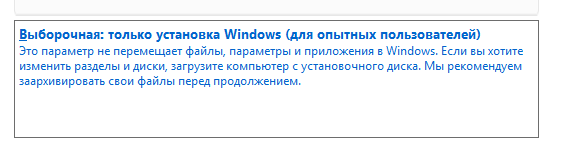 Выборочная: только установка Windows (для опытных пользователей)
Это параметр не перемещает файлы, параметры и приложения в Windows. Если вы хотите
изменить разделы и диски, загрузите компьютер с установочного диска. Мы рекомендуем
заархивировать свои файлы перед продолжением.